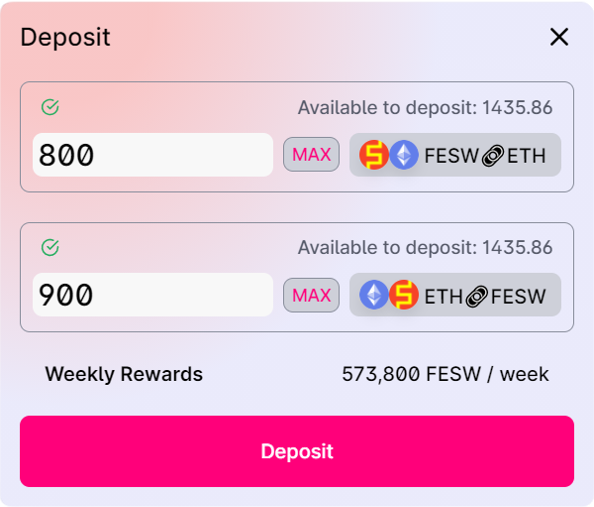 Deposit
Available to deposit: 1435.86
800 MAX FESW ETH
Available to deposit: 1435.86
900 MAX ETH FESW
Weekly Rewards 573,800 FESW / week
Deposit